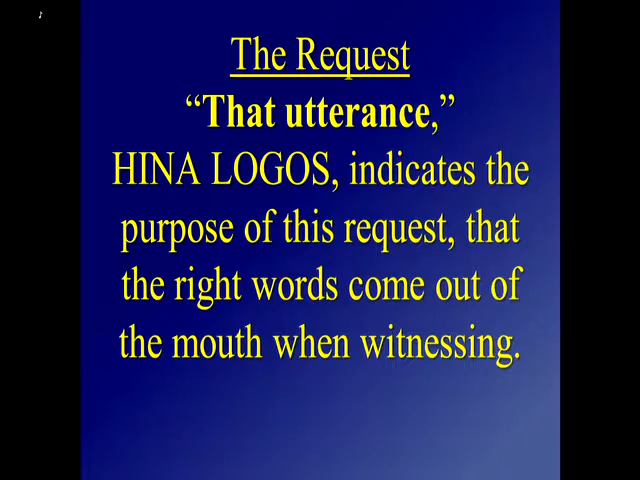 The Request
“That utterance,”
HINA LOGOS, indicates the
purpose of this request, that
the right words come out of
the mouth when witnessing.